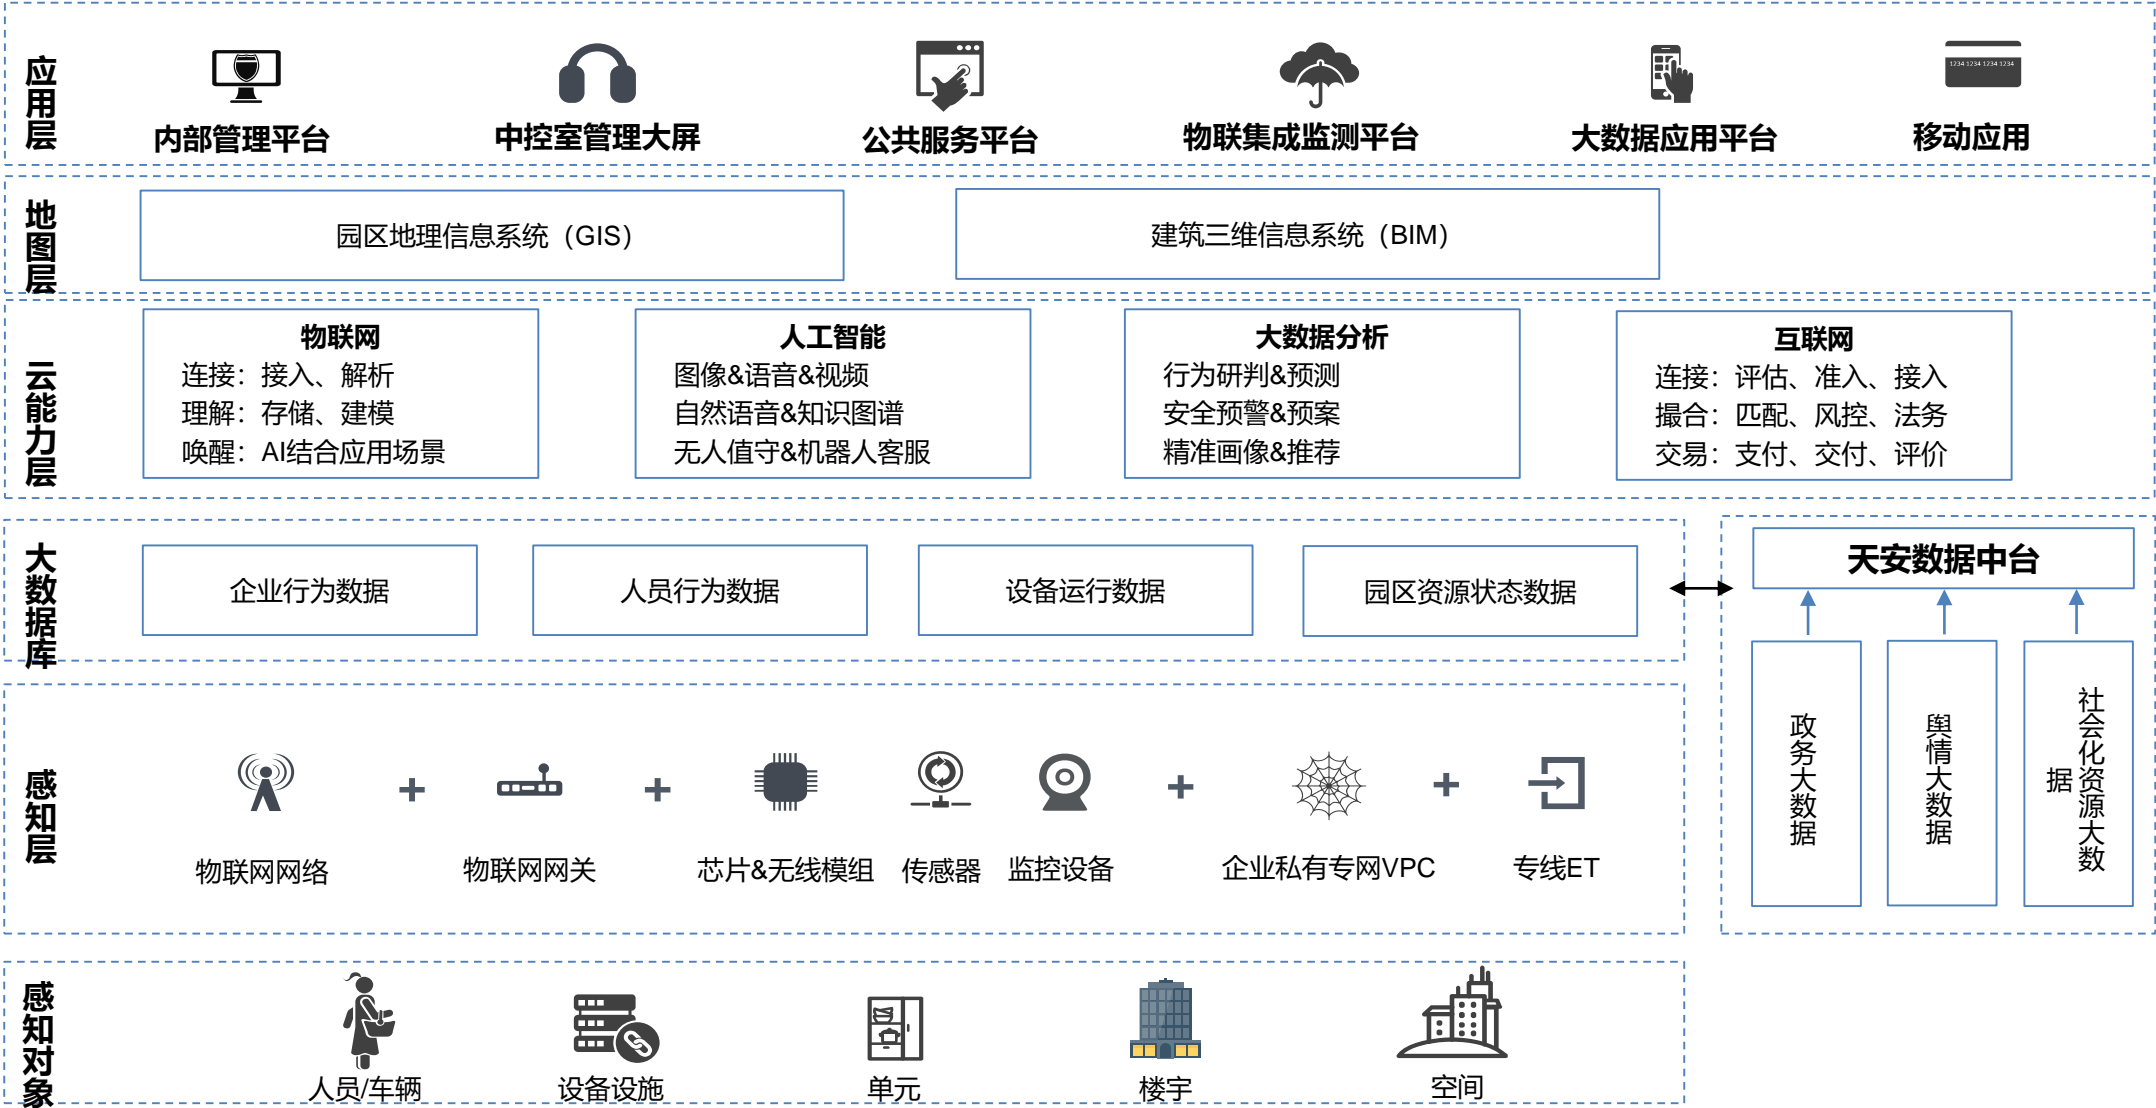 应用层
内部管理平台
中控室管理大屏
公共服务平台
物联集成监测平台
大数据应用平台
1234 1234 1234 1234
移动应用
地图层
园区地理信息系统（GIS）
建筑三维信息系统（BIM）
云能力层
物联网
连接：接入、解析
理解：存储、建模
唤醒：AI结合应用场景
人工智能
图像&语音&视频
自然语音&知识图谱
无人值守&机器人客服
大数据分析
行为研判&预测
安全预警&预案
精准画像&推荐
互联网
连接：评估、准入、接入
撮合：匹配、风控、法务
交易：支付、交付、评价
大数据库
企业行为数据
人员行为数据
设备运行数据
园区资源状态数据
天安数据中台
政务大数据
舆情大数据
社会化资源大数
据
感知层
物联网网络
物联网网关
芯片&无线模组
传感器
监控设备
企业私有专网VPC
专线ET
感知对象
人员/车辆
设备设施
单元
楼宇
空间